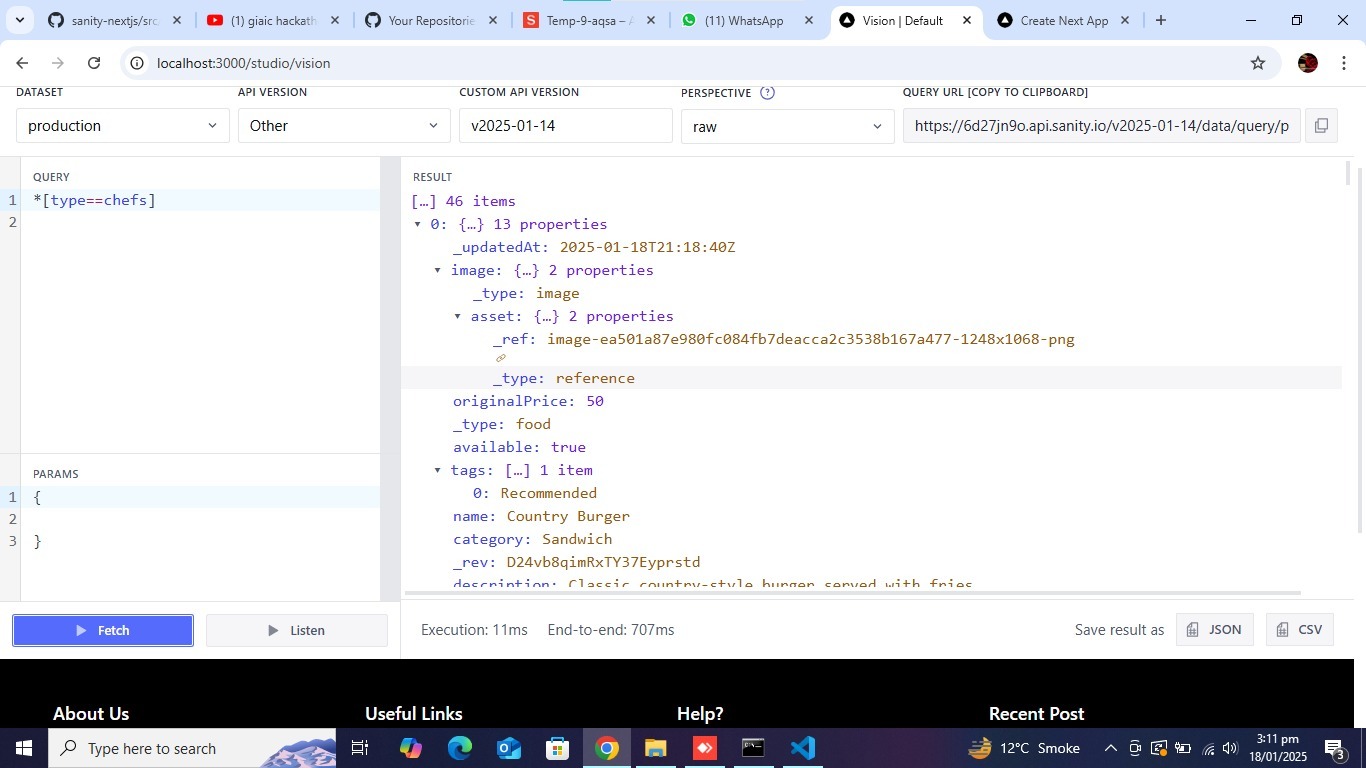 sanity-nextjs/src
(1) giaic hackath
Your Repositorie
Temp-9-aqsa – A
(11) WhatsApp
Vision | Default
Create Next App
localhost:3000/studio/vision
DATASET
API VERSION
CUSTOM API VERSION
PERSPECTIVE
QUERY URL [COPY TO CLIPBOARD]
production
Other
v2025-01-14
raw
https://6d27jn9o.api.sanity.io/v2025-01-14/data/query/p
QUERY
1 *[type==chefs]
2
PARAMS
1 {
2
3 }
Fetch
Listen
RESULT
[…] 46 items
0: {…} 13 properties
_updatedAt: 2025-01-18T21:18:40Z
image: {…} 2 properties
_type: image
asset: {…} 2 properties
_ref: image-ea501a87e980fc084fb7deacca2c3538b167a477-1248x1068-png
_type: reference
originalPrice: 50
_type: food
available: true
tags: […] 1 item
0: Recommended
name: Country Burger
category: Sandwich
_rev: D24vb8qimRxTY37Eyprstd
description: Classic country-style burger served with fries
Execution: 11ms
End-to-end: 707ms
Save result as
JSON
CSV
About Us
Useful Links
Help?
Recent Post
Type here to search
12°C Smoke
3:11 pm
18/01/2025
3